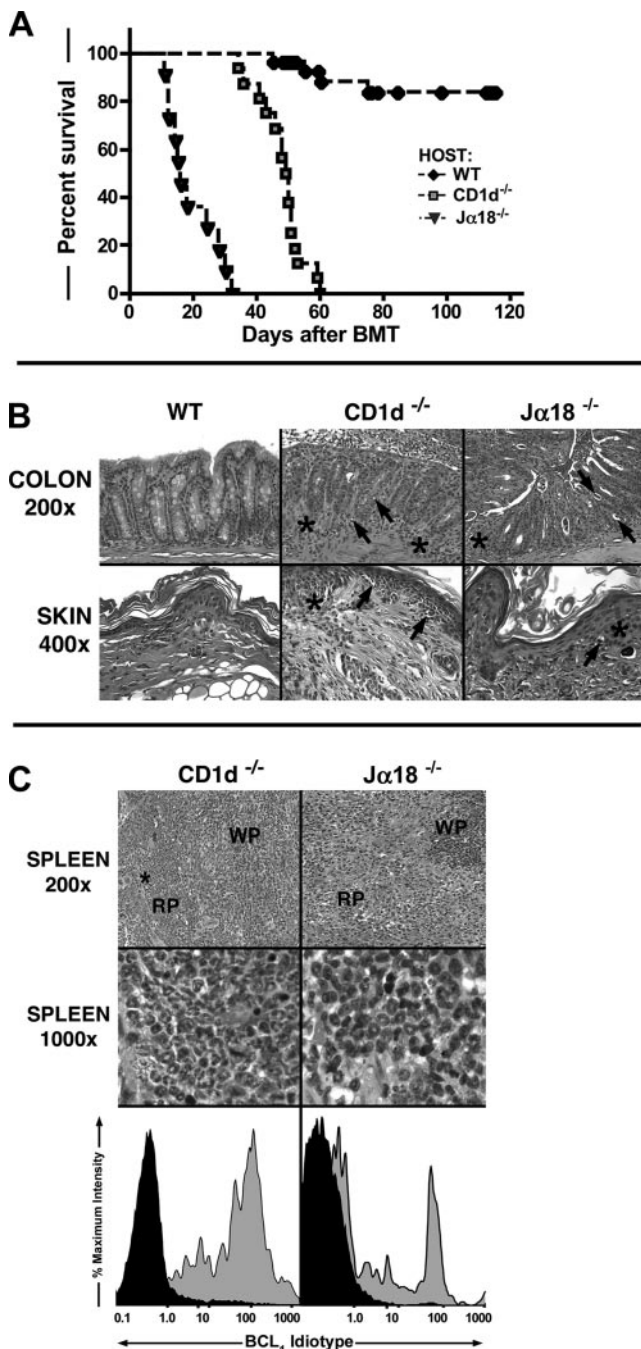 A
Percent survival
100
80
60
40
20
0
0 20 40 60 80 100 120
Days after BMT
HOST:
WT
CD1d-/-
Jα18-/-
B
WT CD1d -/- Jα18 -/-
COLON
200x
* *
*
SKIN
400x
*
*
C
CD1d -/- Jα18 -/-
SPLEEN
200x
WP
*
RP
WP
RP
SPLEEN
1000x
% Maximum Intensity
0.1 1.0 10 100 1000
1.0 10 100 1000
BCL1 Idiotype